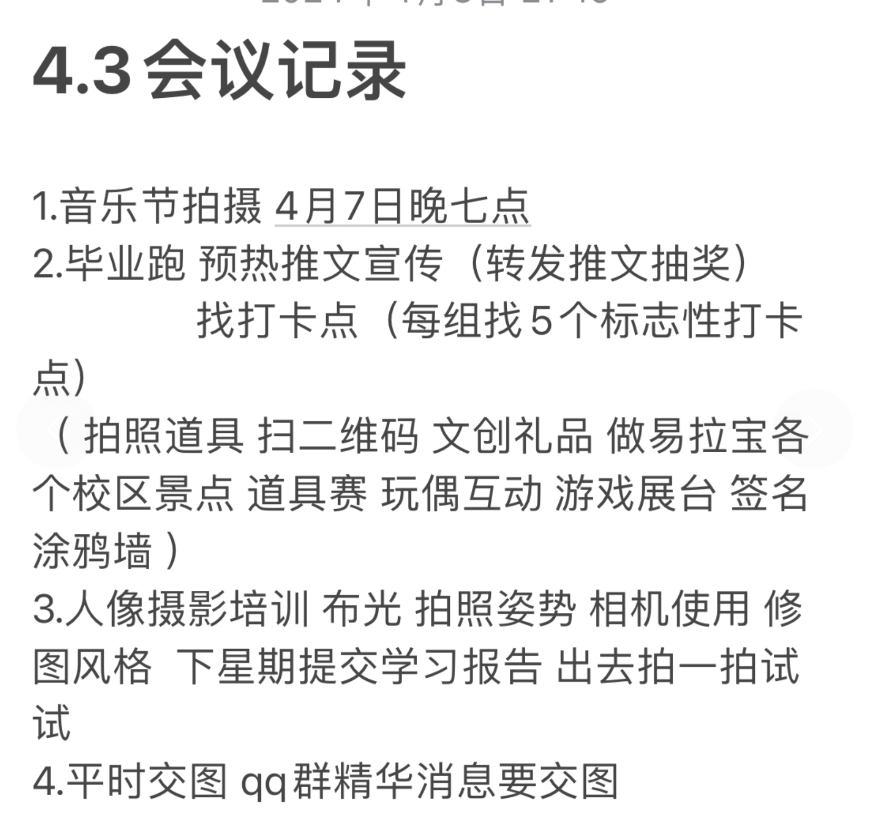 4.3会议记录
1.音乐节拍摄 4月7日晚七点
2.毕业跑 预热推文宣传（转发推文抽奖）
找打卡点（每组找5个标志性打卡
点）
（ 拍照道具 扫二维码 文创礼品 做易拉宝各
个校区景点 道具赛 玩偶互动 游戏展台 签名
涂鸦墙 ）
3.人像摄影培训 布光 拍照姿势 相机使用 修
图风格 下星期提交学习报告 出去拍一拍试
试
4.平时交图 qq群精华消息要交图